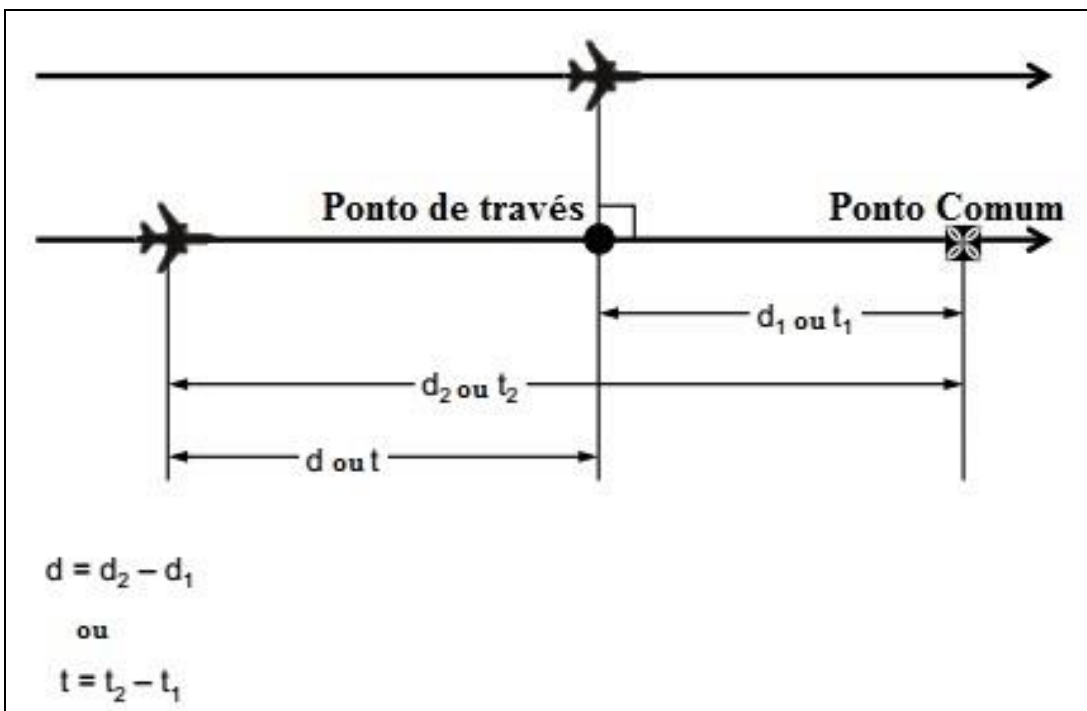 Ponto de través
Ponto Comum
d₁ ou t₁
d₂ ou t₂
d ou t
d = d₂ – d₁
ou
t = t₂ – t₁